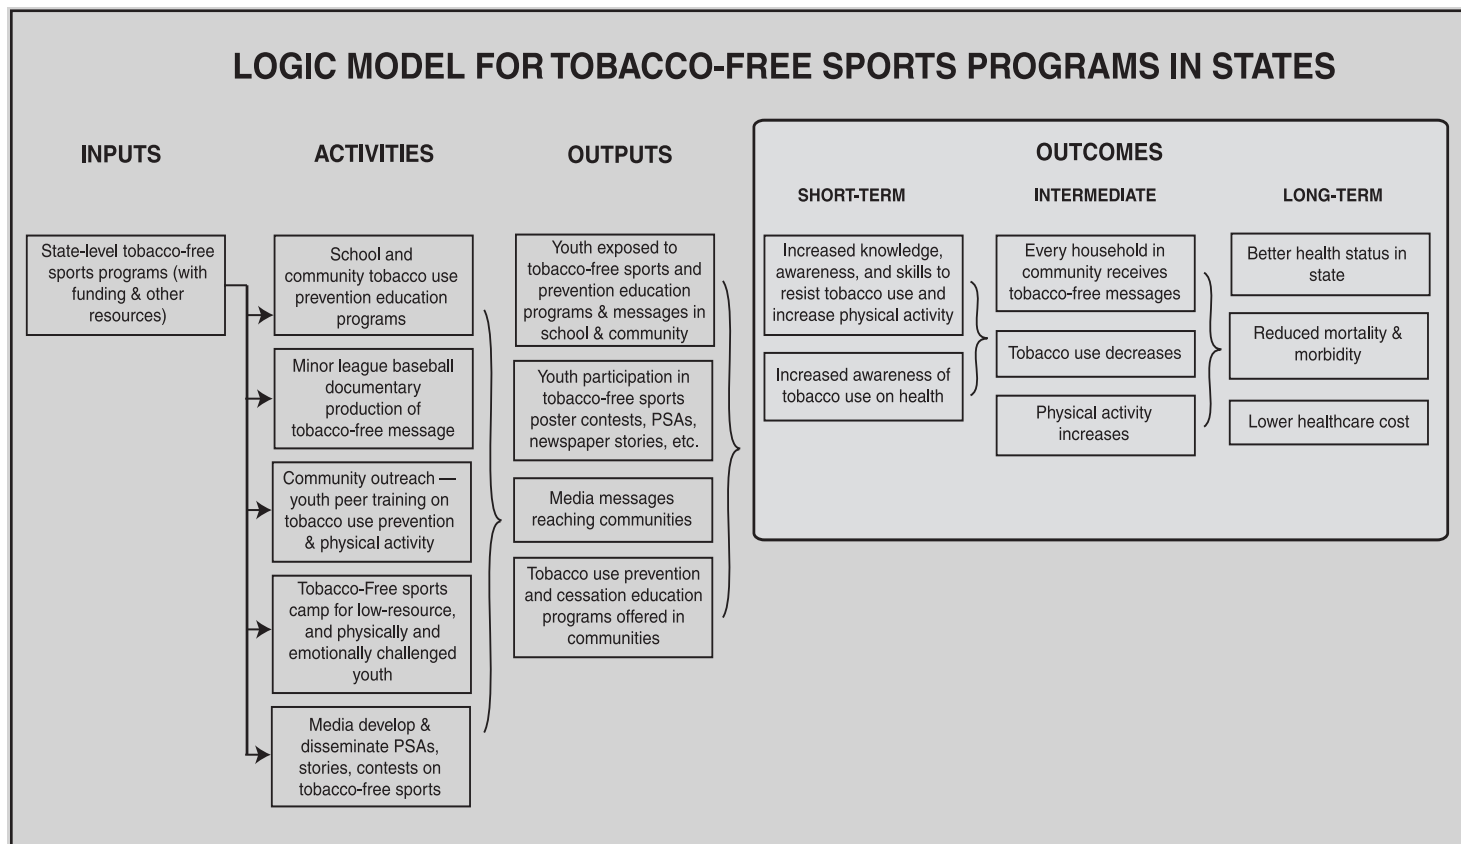 LOGIC MODEL FOR TOBACCO-FREE SPORTS PROGRAMS IN STATES
INPUTS
State-level tobacco-free
sports programs (with
funding & other
resources)
ACTIVITIES
School and
community tobacco use
prevention education
programs
Minor league baseball
documentary
production of
tobacco-free message
Community outreach —
youth peer training on
tobacco use prevention
& physical activity
Tobacco-Free sports
camp for low-resource,
and physically and
emotionally challenged
youth
Media develop &
disseminate PSAs,
stories, contests on
tobacco-free sports
OUTPUTS
Youth exposed to
tobacco-free sports and
prevention education
programs & messages in
school & community
Youth participation in
tobacco-free sports
poster contests, PSAs,
newspaper stories, etc.
Media messages
reaching communities
Tobacco use prevention
and cessation education
programs offered in
communities
OUTCOMES
SHORT-TERM
Increased knowledge,
awareness, and skills to
resist tobacco use and
increase physical activity
Increased awareness of
tobacco use on health
INTERMEDIATE
Every household in
community receives
tobacco-free messages
Tobacco use decreases
Physical activity
increases
LONG-TERM
Better health status in
state
Reduced mortality &
morbidity
Lower healthcare cost